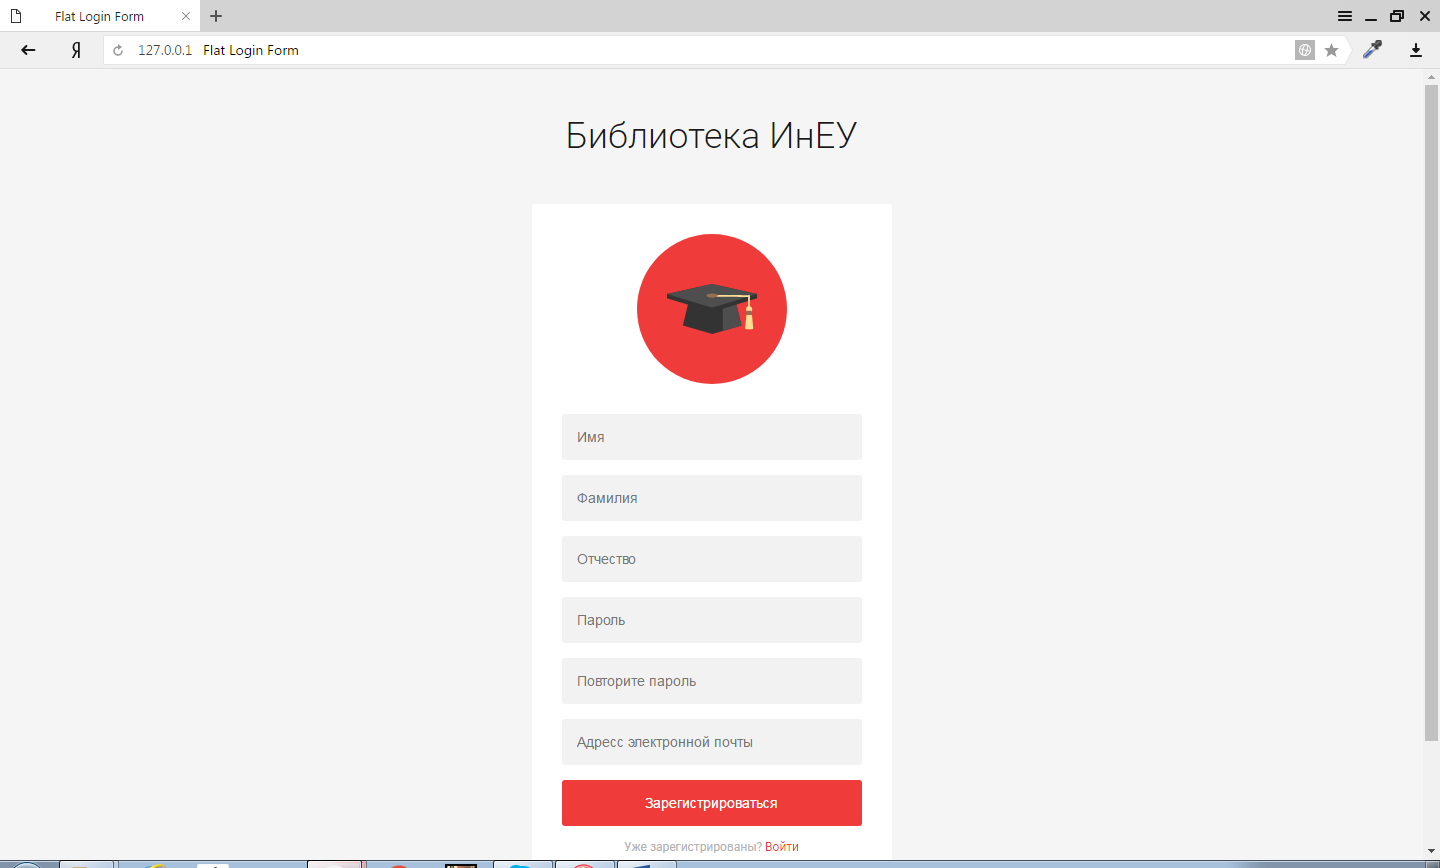 Flat Login Form
Я
127.0.0.1 Flat Login Form
Библиотека ИнЕУ
Имя
Фамилия
Отчество
Пароль
Повторите пароль
Адресс электронной почты
Зарегистрироваться
Уже зарегистрированы? Войти